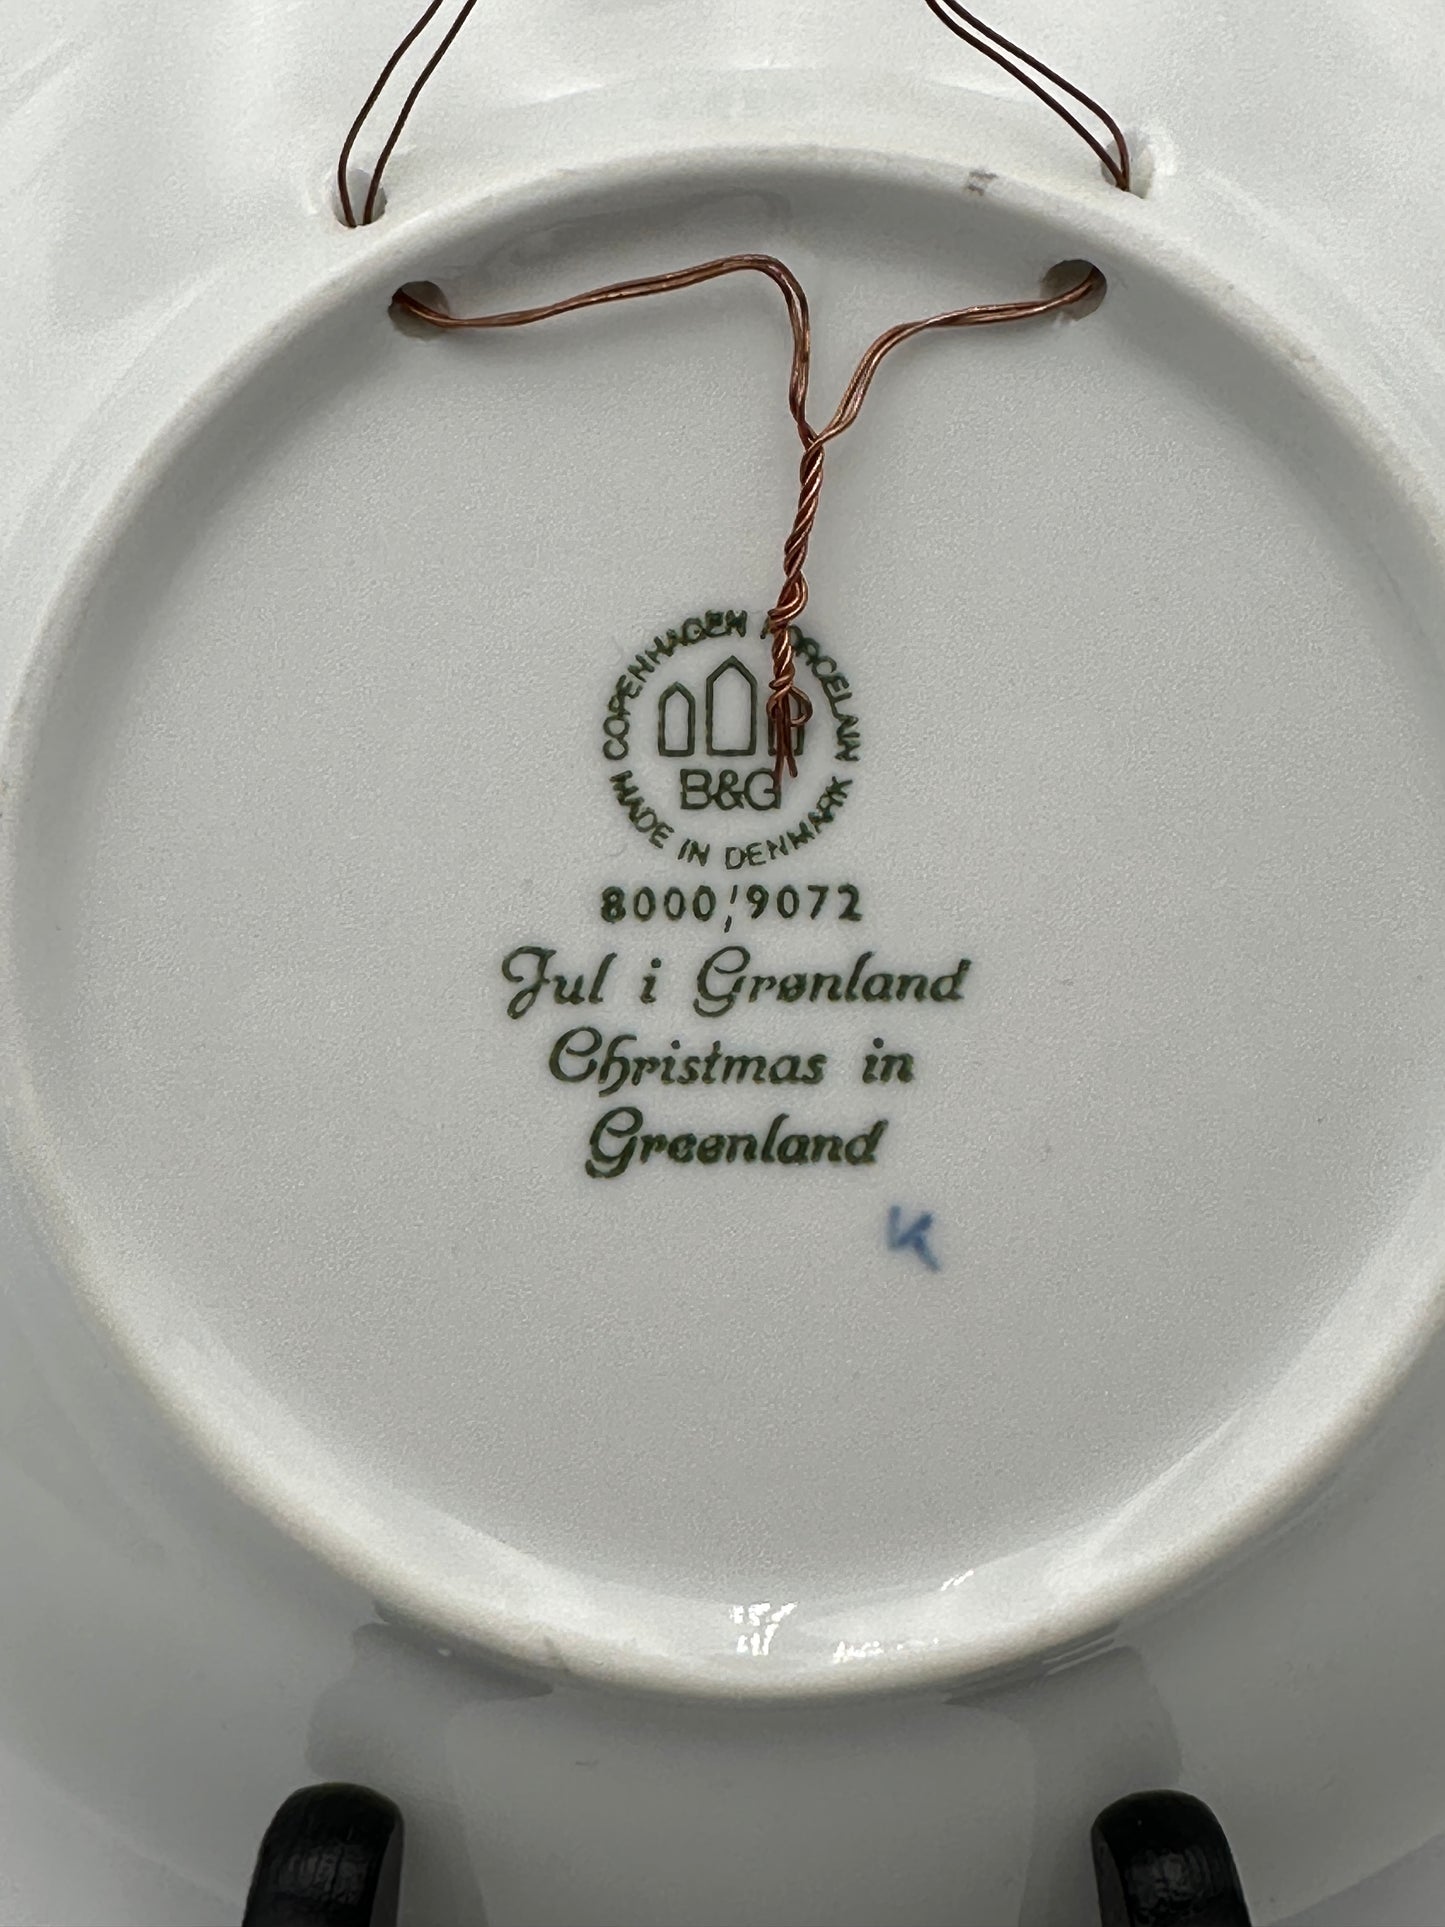 COPENHAGEN PORCELAIN
B&G
MADE IN DENMARK
8000/9072
Jul i Grønland
Christmas in
Greenland
K